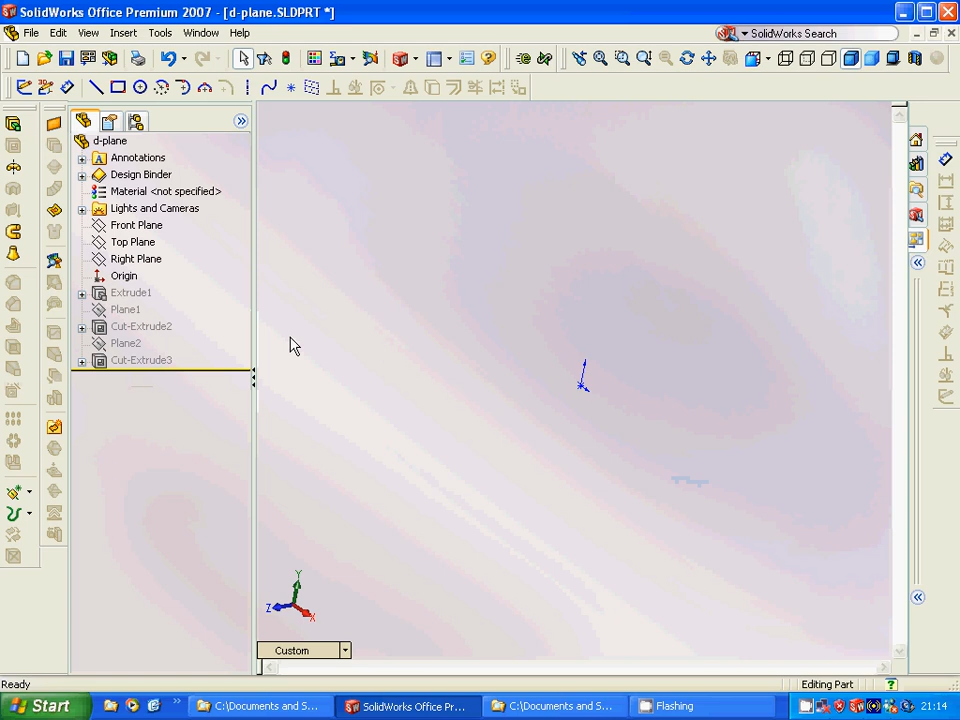 SolidWorks Office Premium 2007 - [d-plane.SLDPRT *]
File Edit View Insert Tools Window Help
SolidWorks Search
d-plane
Annotations
Design Binder
Material <not specified>
Lights and Cameras
Front Plane
Top Plane
Right Plane
Origin
Extrude1
Plane1
Cut-Extrude2
Plane2
Cut-Extrude3
Y
Z
X
Custom
Ready
Editing Part
Start
C:\Documents and S...
SolidWorks Office Pr...
C:\Documents and S...
Flashing
21:14